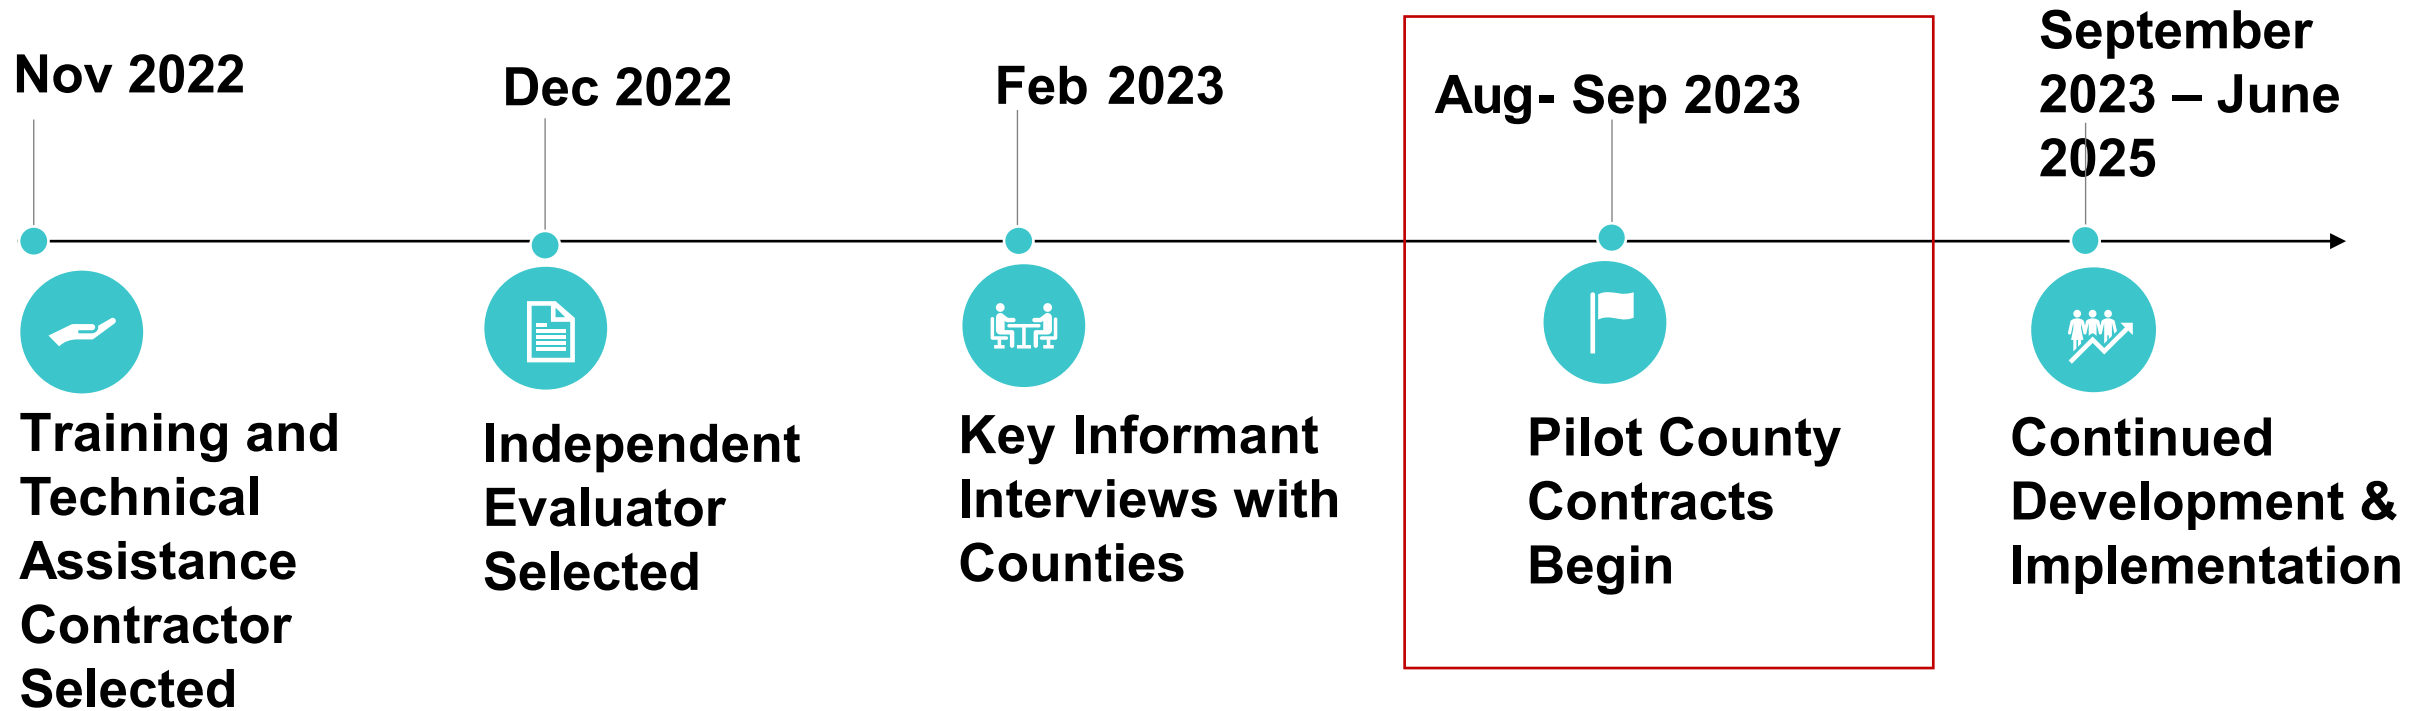 Nov 2022
Training and
Technical
Assistance
Contractor
Selected
Dec 2022
Independent
Evaluator
Selected
Feb 2023
Key Informant
Interviews with
Counties
Aug- Sep 2023
Pilot County
Contracts
Begin
September
2023 – June
2025
Continued
Development &
Implementation